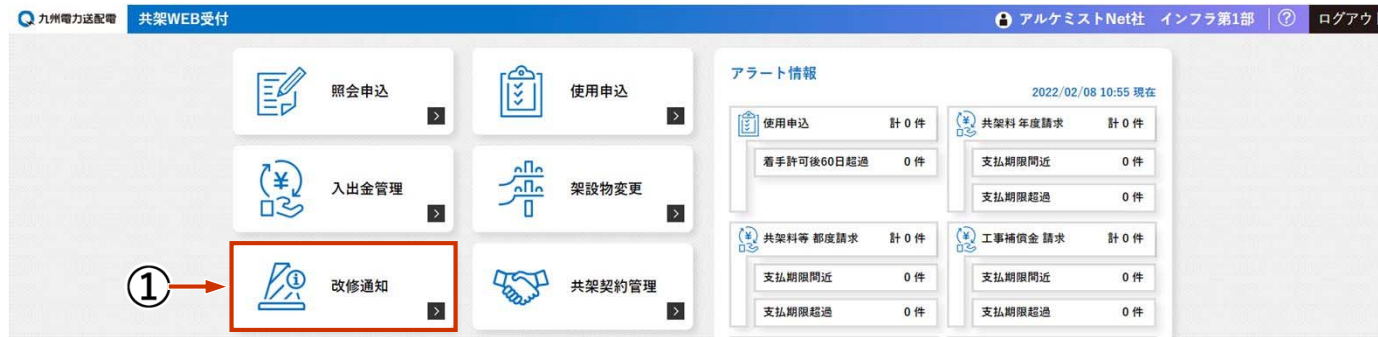 九州電力送配電 共架WEB受付 アルケミストNet社 インフラ第1部 ? ログアウ
照会申込
使用申込
入出金管理
架設物変更
①
改修通知
共架契約管理
アラート情報
2022/02/08 10:55 現在
使用申込 計 0 件
着手許可後60日超過 0 件
共架料 年度請求 計 0 件
支払期限間近 0 件
支払期限超過 0 件
共架料等 都度請求 計 0 件
支払期限間近 0 件
支払期限超過 0 件
工事補償金 請求 計 0 件
支払期限間近 0 件
支払期限超過 0 件